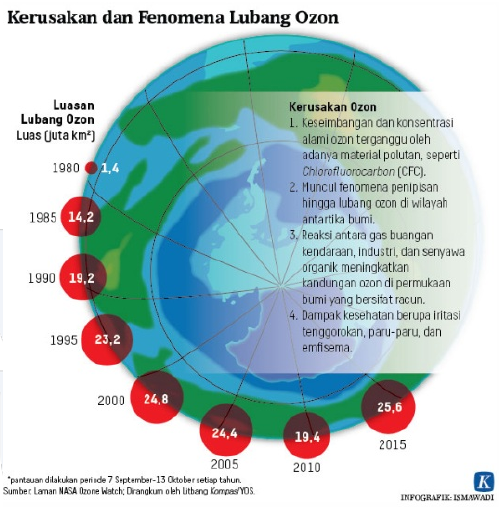 Kerusakan dan Fenomena Lubang Ozon
Luasan
Lubang Ozon
Luas (juta km²)
1980
1,4
1985
14,2
1990
19,2
1995
23,2
2000
24,8
2005
24,4
2010
19,4
2015
25,6
Kerusakan Ozon
1. Keseimbangan dan konsentrasi
alami ozon terganggu oleh
adanya material polutan, seperti
Chlorofluorocarbon (CFC).
2. Muncul fenomena penipisan
hingga lubang ozon di wilayah
antartika bumi.
3. Reaksi antara gas buangan
kendaraan, industri, dan senyawa
organik meningkatkan
kandungan ozon di permukaan
bumi yang bersifat racun.
4. Dampak kesehatan berupa iritasi
tenggorokan, paru-paru, dan
emfisema.
*pantauan dilakukan periode 7 September-13 Oktober setiap tahun.
Sumber: Laman NASA Ozone Watch; Dirangkum oleh Litbang Kompas/YOS.
K
INFOGRAFIK: ISMAWADI